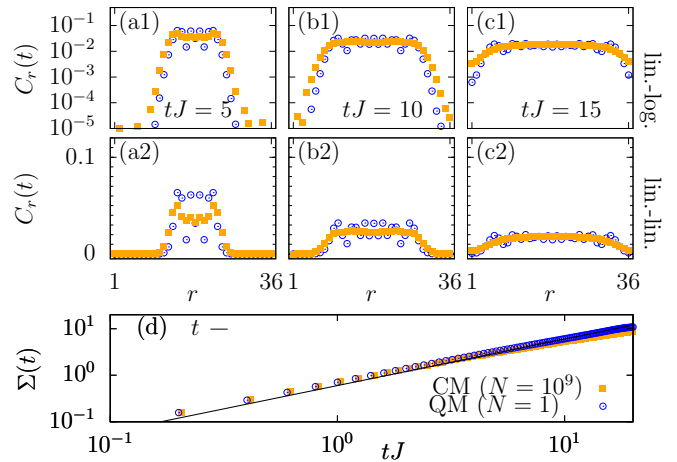 C_r(t)
10^{-1}
10^{-2}
10^{-3}
10^{-4}
10^{-5}
(a1)
tJ = 5
(b1)
tJ = 10
(c1)
tJ = 15
lin.-log.
C_r(t)
0.1
0
(a2)
(b2)
(c2)
lin.-lin.
1 r 36
1 r 36
1 r 36
Σ(t)
10^1
10^0
10^{-1}
(d) t –
CM (N = 10^9)
QM (N = 1)
10^{-1} 10^0 10^1
tJ